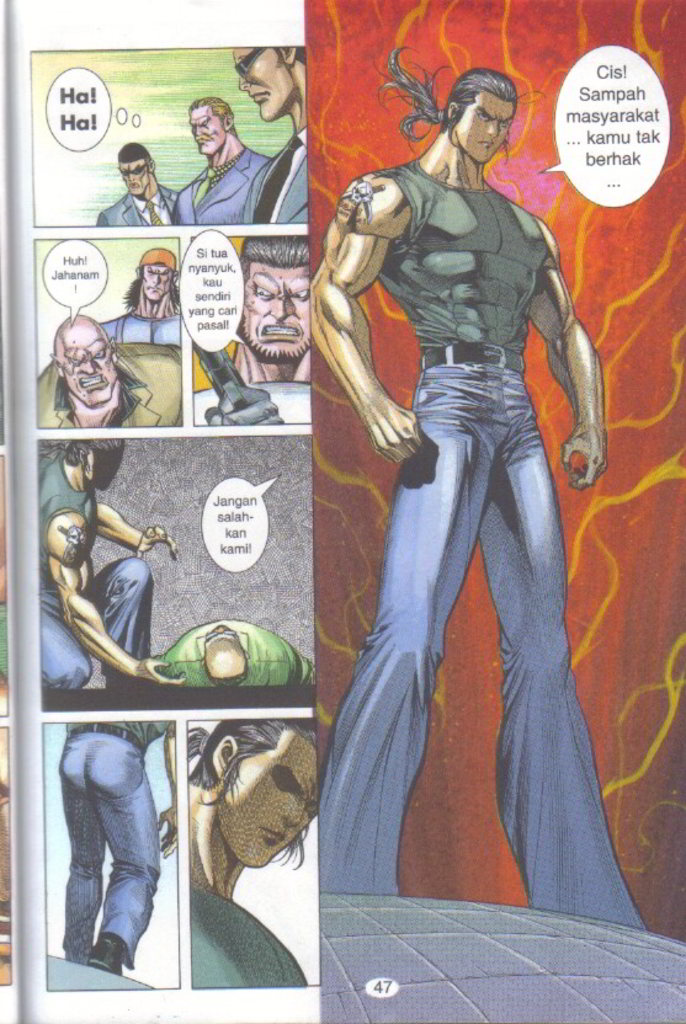 Ha!
Ha!
Huh!
Jahanam
!
Si tua
nyanyuk,
kau
sendiri
yang cari
pasal!
Jangan
salah-
kan
kami!
Cis!
Sampah
masyarakat
... kamu tak
berhak
...
47